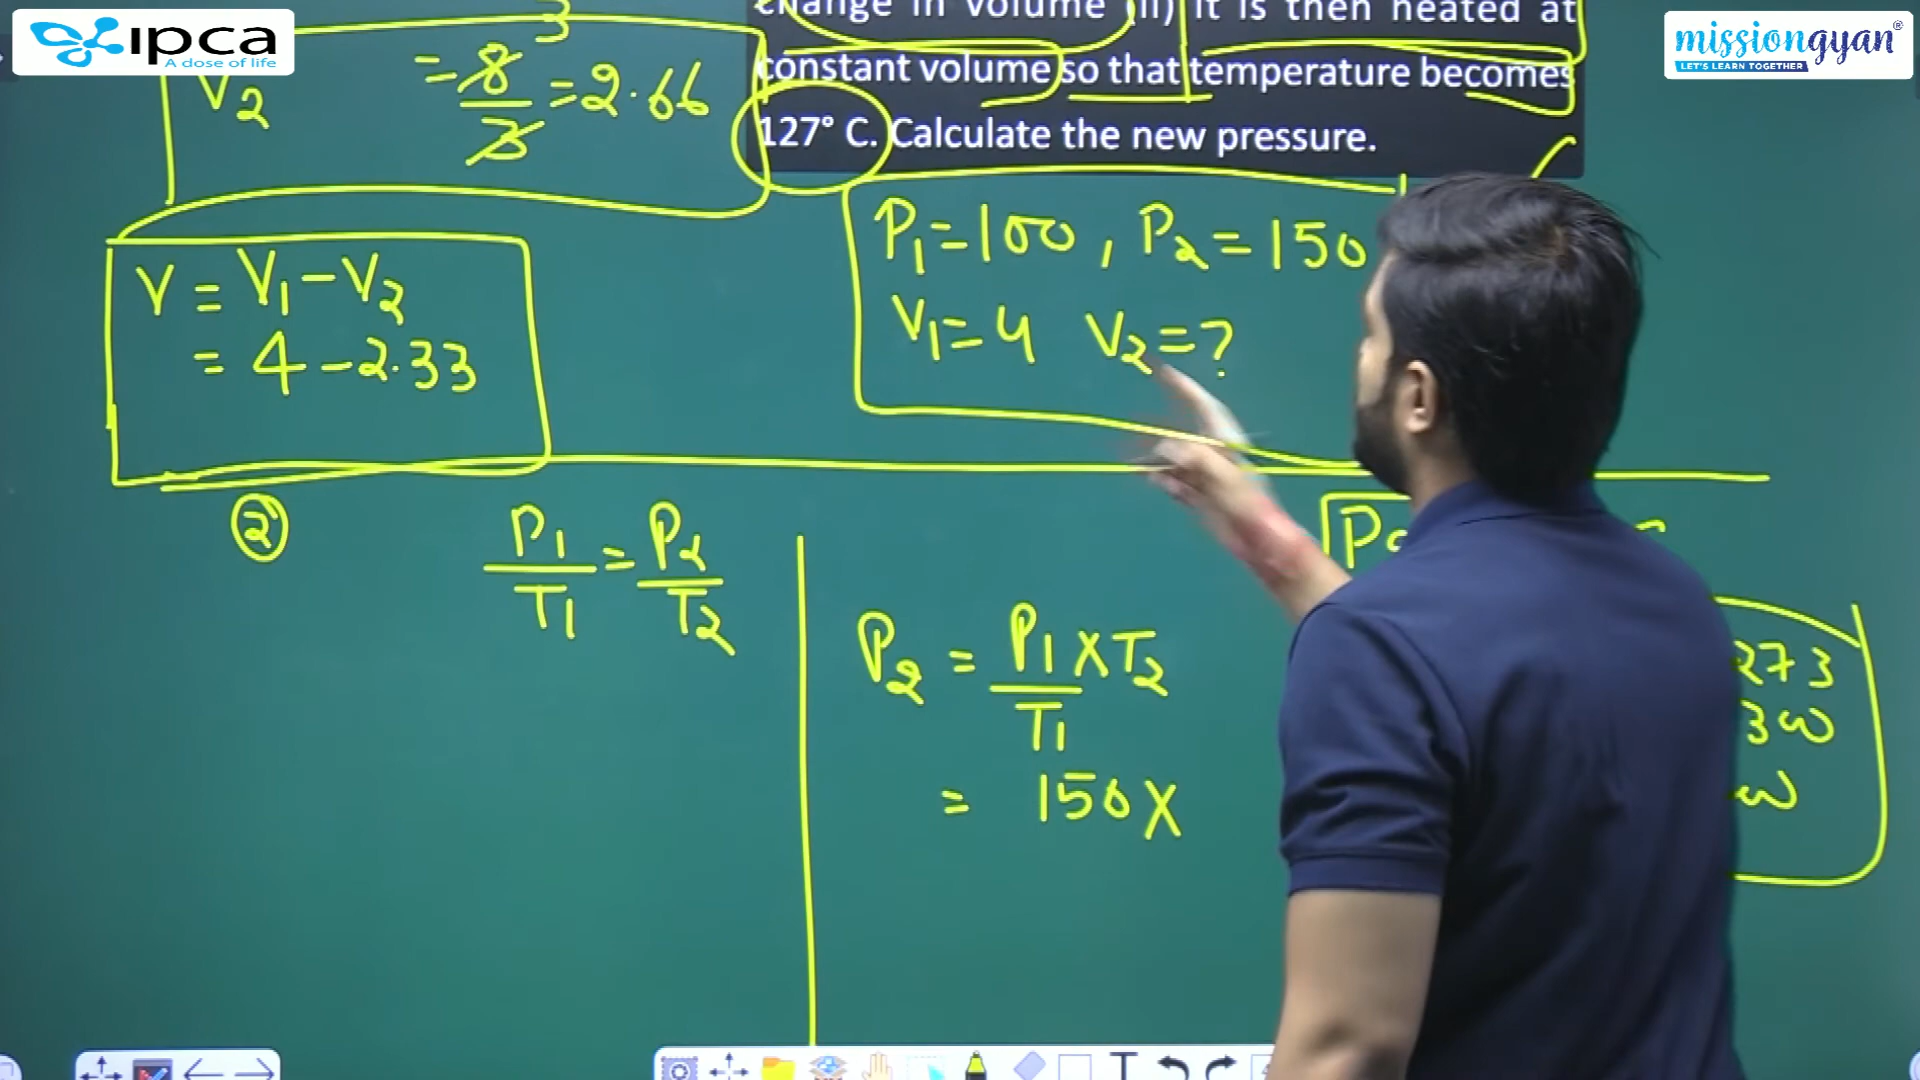 ipca
A dose of life
missiongyan®
LET'S LEARN TOGETHER
change in volume (ii) it is then heated at
constant volume so that temperature becomes
127° C. Calculate the new pressure.
3
V2 = 8/3 = 2.66
P1 = 100, P2 = 150
V1 = 4 V2 = ?
V = V1 - V2
= 4 - 2.33
②
P1/T1 = P2/T2
P2 = P1 X T2
T1
= 150 X
273
T